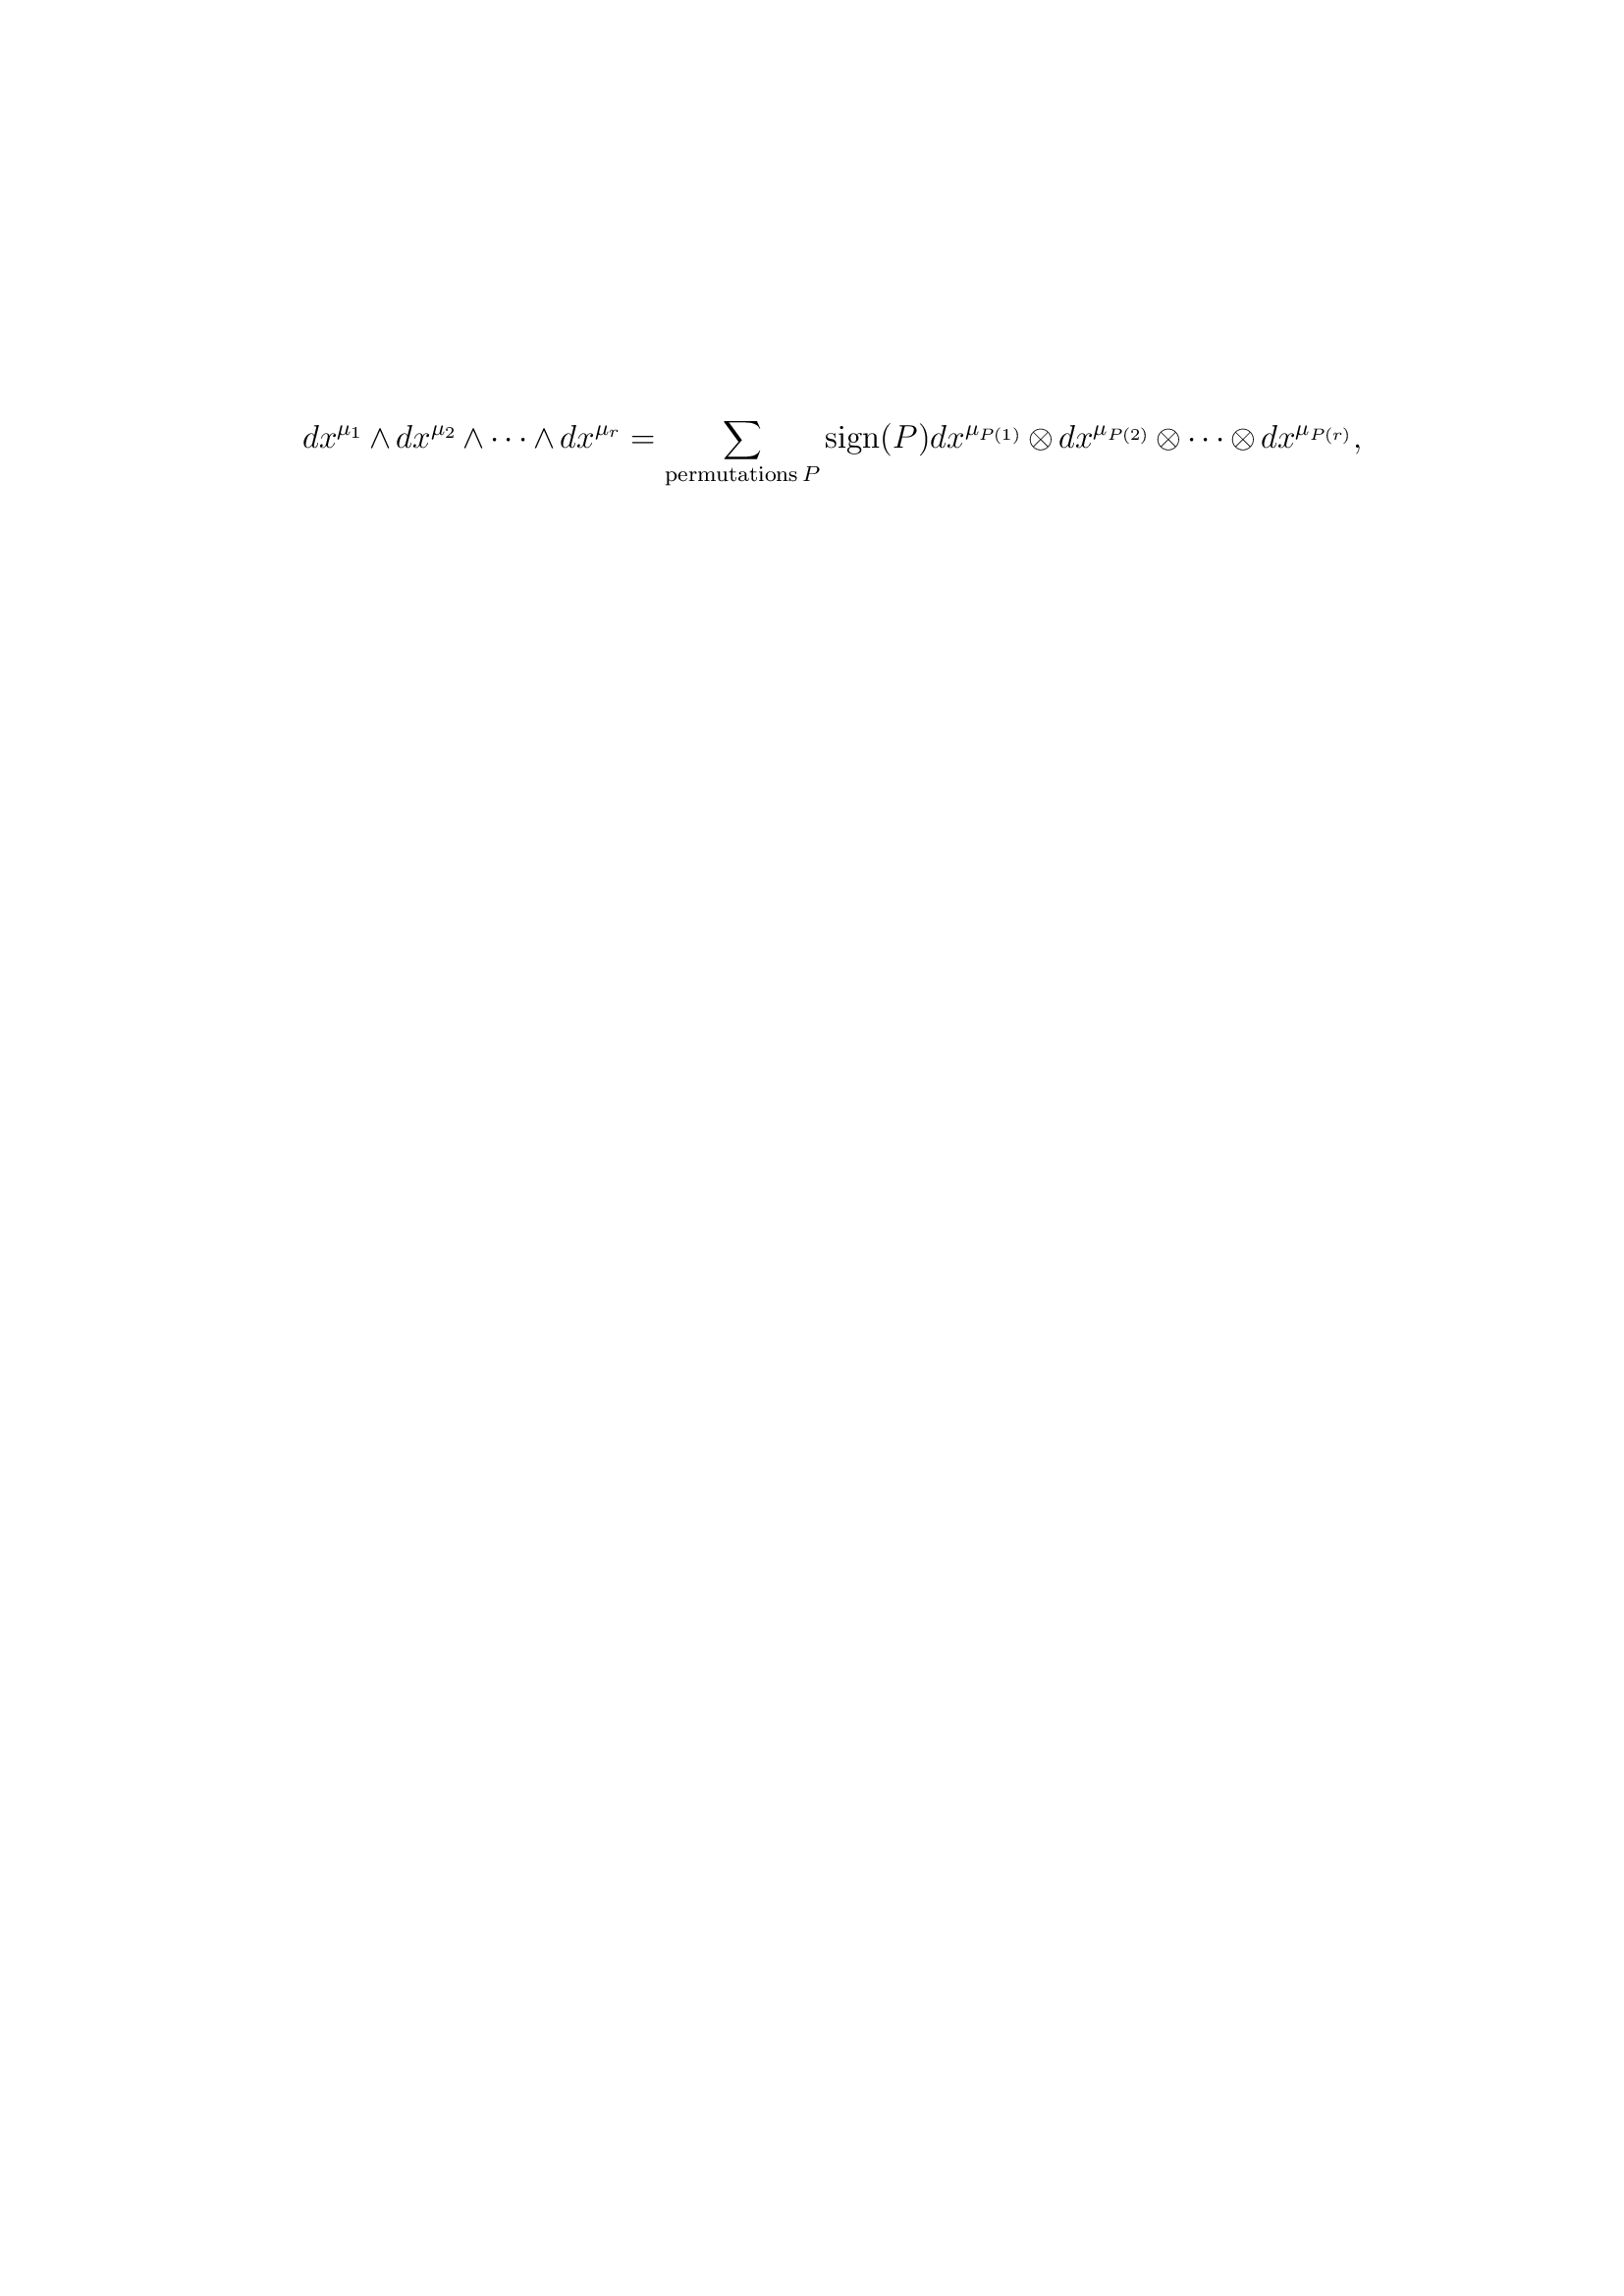 $dx^{\mu_1} \wedge dx^{\mu_2} \wedge \cdots \wedge dx^{\mu_r} = \sum_{\text{permutations}\, P} \text{sign}(P) dx^{\mu_{P(1)}} \otimes dx^{\mu_{P(2)}} \otimes \cdots \otimes dx^{\mu_{P(r)}},$